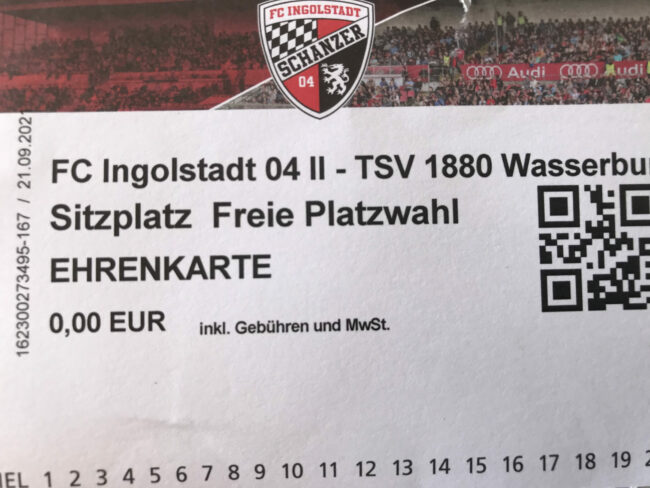 FC INGOLSTADT
SCHANZER
04
Audi
Audi
FC Ingolstadt 04 II - TSV 1880 Wasserbu
Sitzplatz Freie Platzwahl
EHRENKARTE
0,00 EUR inkl. Gebühren und MwSt.
162300273495-167 / 21.09.202
IEL 1 2 3 4 5 6 7 8 9 10 11 12 13 14 15 16 17 18 19 2